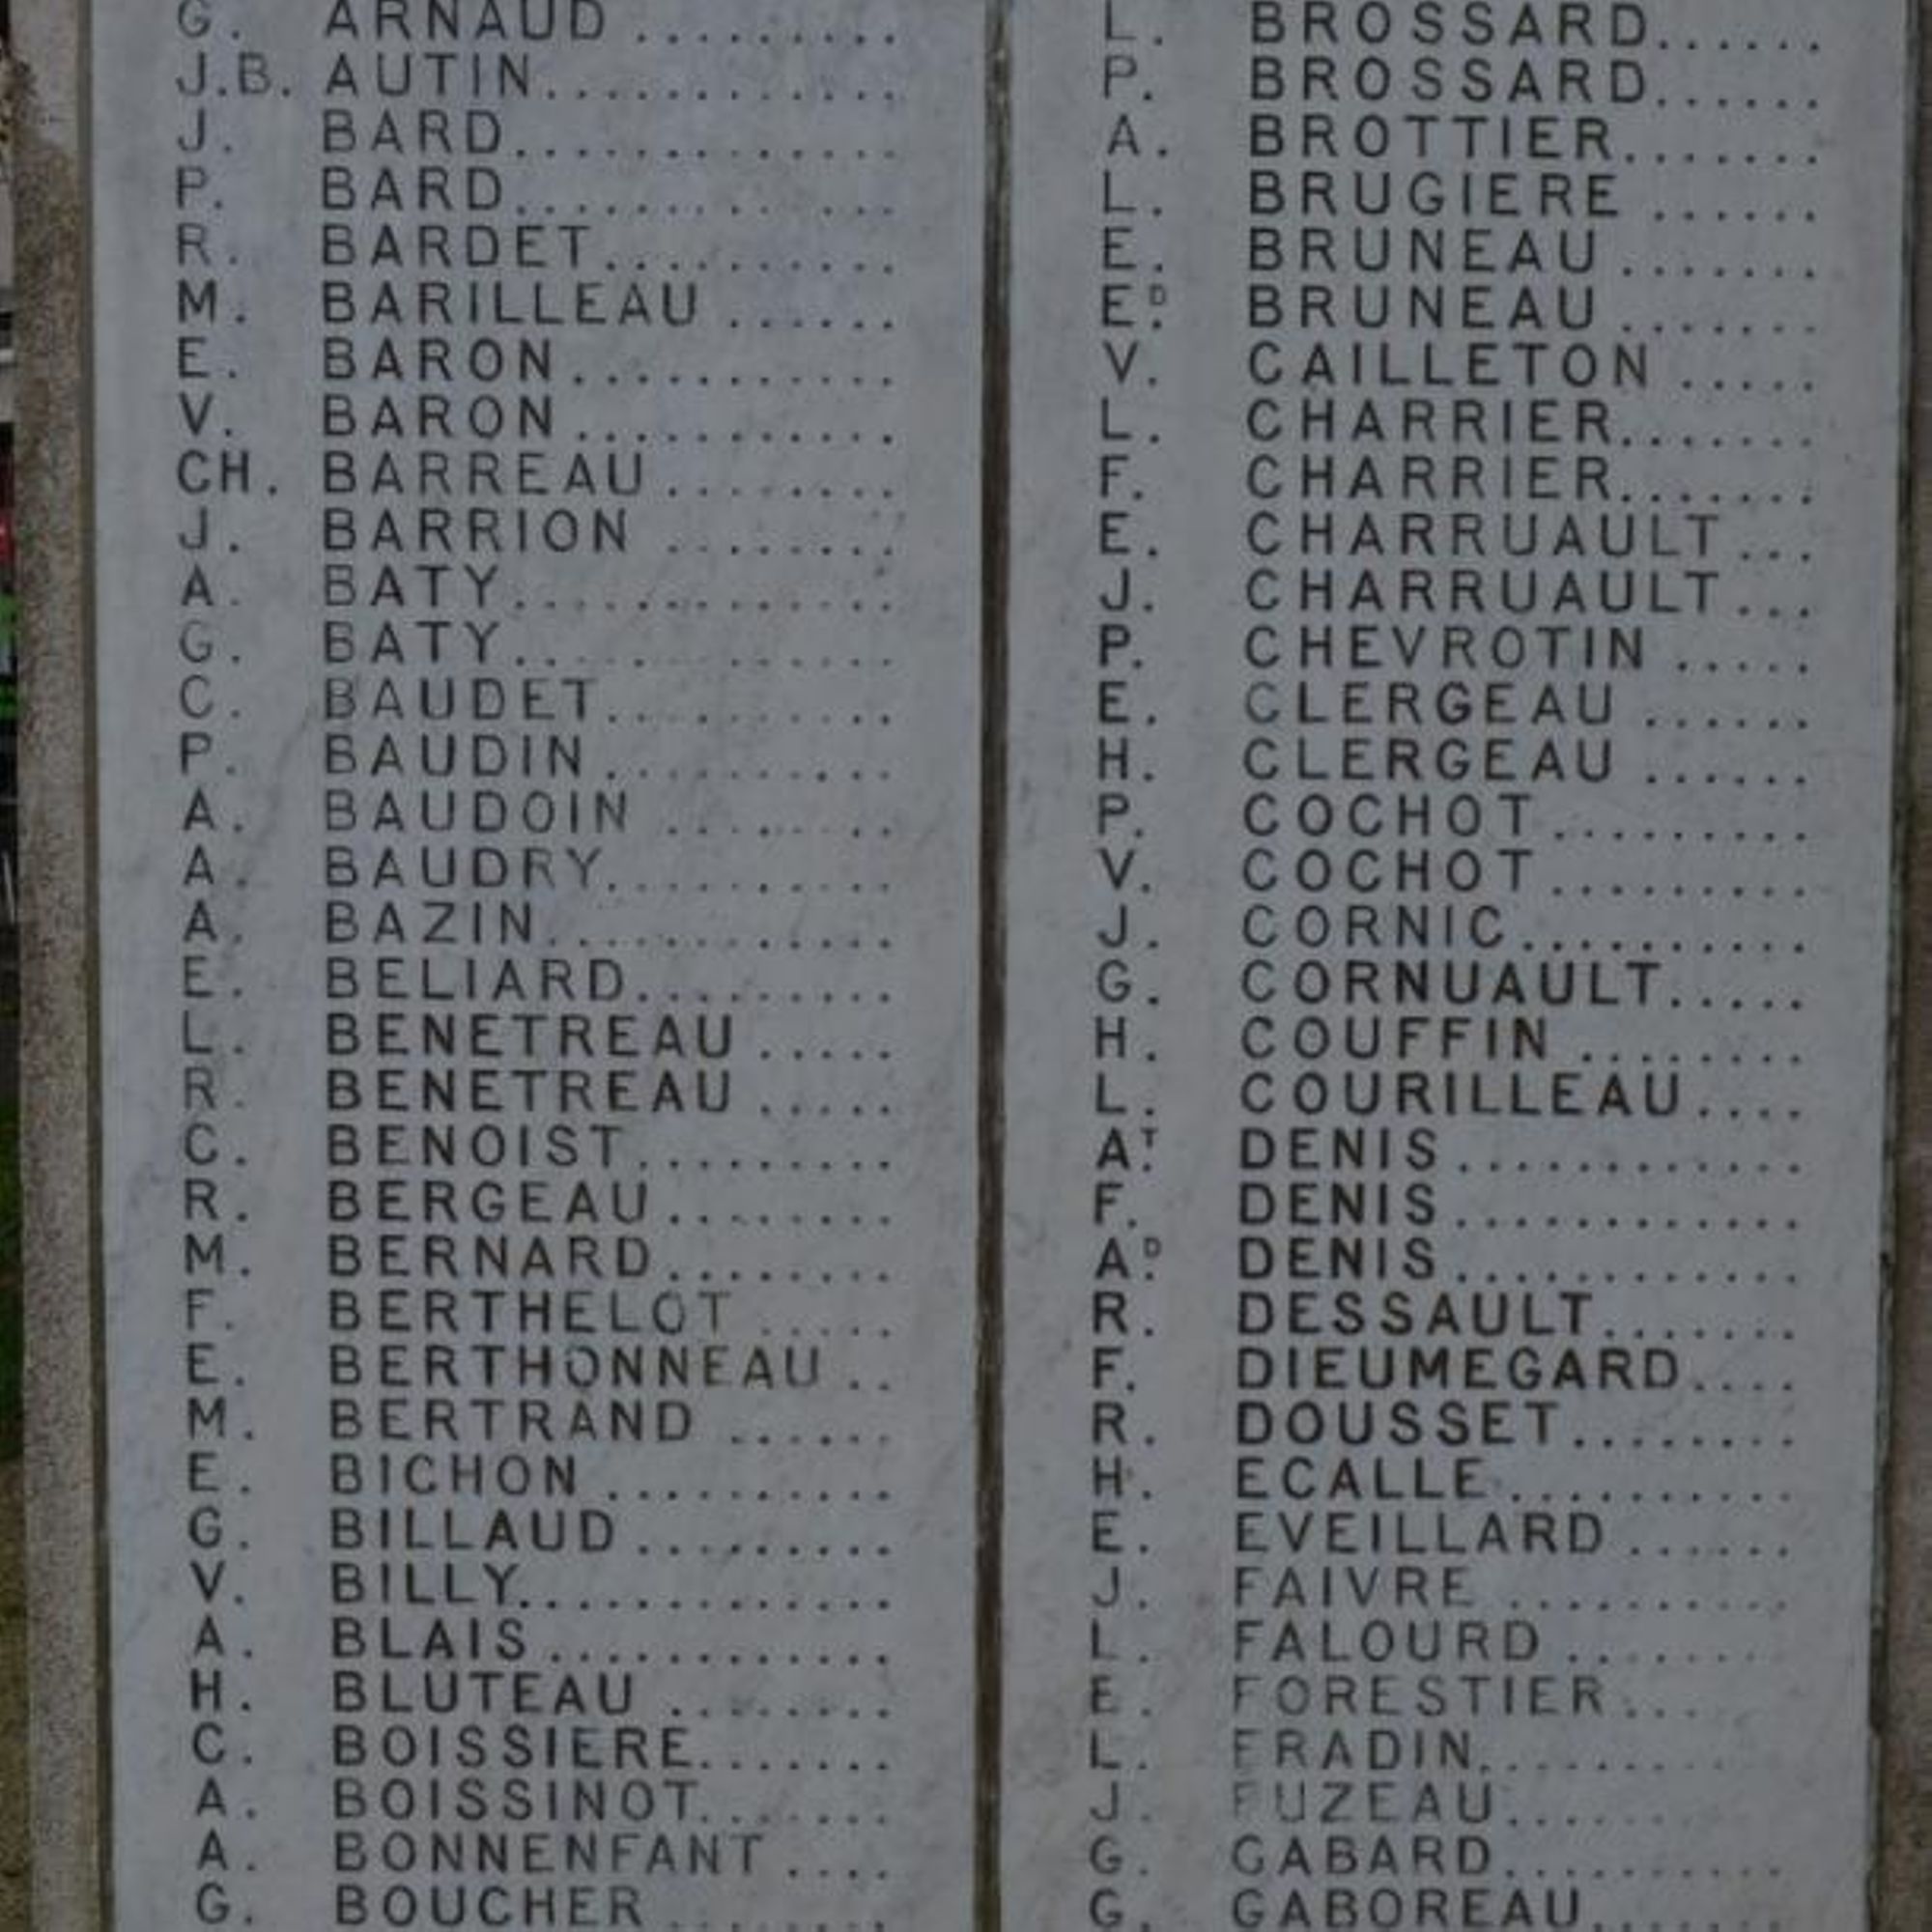 G. ARNAUD .........
J.B. AUTIN............
J. BARD.............
P. BARD.............
R. BARDET..........
M. BARILLEAU ......
E. BARON...........
V. BARON...........
CH. BARREAU........
J. BARRION ........
A. BATY.............
G. BATY.............
C. BAUDET..........
P. BAUDIN..........
A. BAUDOIN ........
A. BAUDRY..........
A. BAZIN............
E. BELIARD.........
L. BENETREAU .....
R. BENETREAU .....
C. BENOIST.........
R. BERGEAU........
M. BERNARD........
F. BERTHELOT .....
E. BERTHONNEAU ..
M. BERTRAND ......
E. BICHON ..........
G. BILLAUD .........
V. BILLY.............
A. BLAIS............
H. BLUTEAU ........
C. BOISSIERE.......
A. BOISSINOT.......
A. BONNENFANT ....
G. BOUCHER ........
L. BROSSARD......
P. BROSSARD......
A. BROTTIER.......
L. BRUGIERE ......
E. BRUNEAU .......
Eᴰ. BRUNEAU .......
V. CAILLETON .....
L. CHARRIER.......
F. CHARRIER.......
E. CHARRUAULT...
J. CHARRUAULT...
P. CHEVROTIN .....
E. CLERGEAU ......
H. CLERGEAU ......
P. COCHOT.........
V. COCHOT.........
J. CORNIC..........
G. CORNUAULT.....
H. COUFFIN ........
L. COURILLEAU....
Aᵀ. DENIS............
F. DENIS............
Aᴰ. DENIS............
R. DESSAULT.......
F. DIEUMEGARD....
R. DOUSSET........
H. ECALLE..........
E. EVEILLARD ......
J. FAIVRE ..........
L. FALOURD ........
E. FORESTIER....
L. FRADIN..........
J. FUZEAU.........
G. GABARD..........
G. GABOREAU......